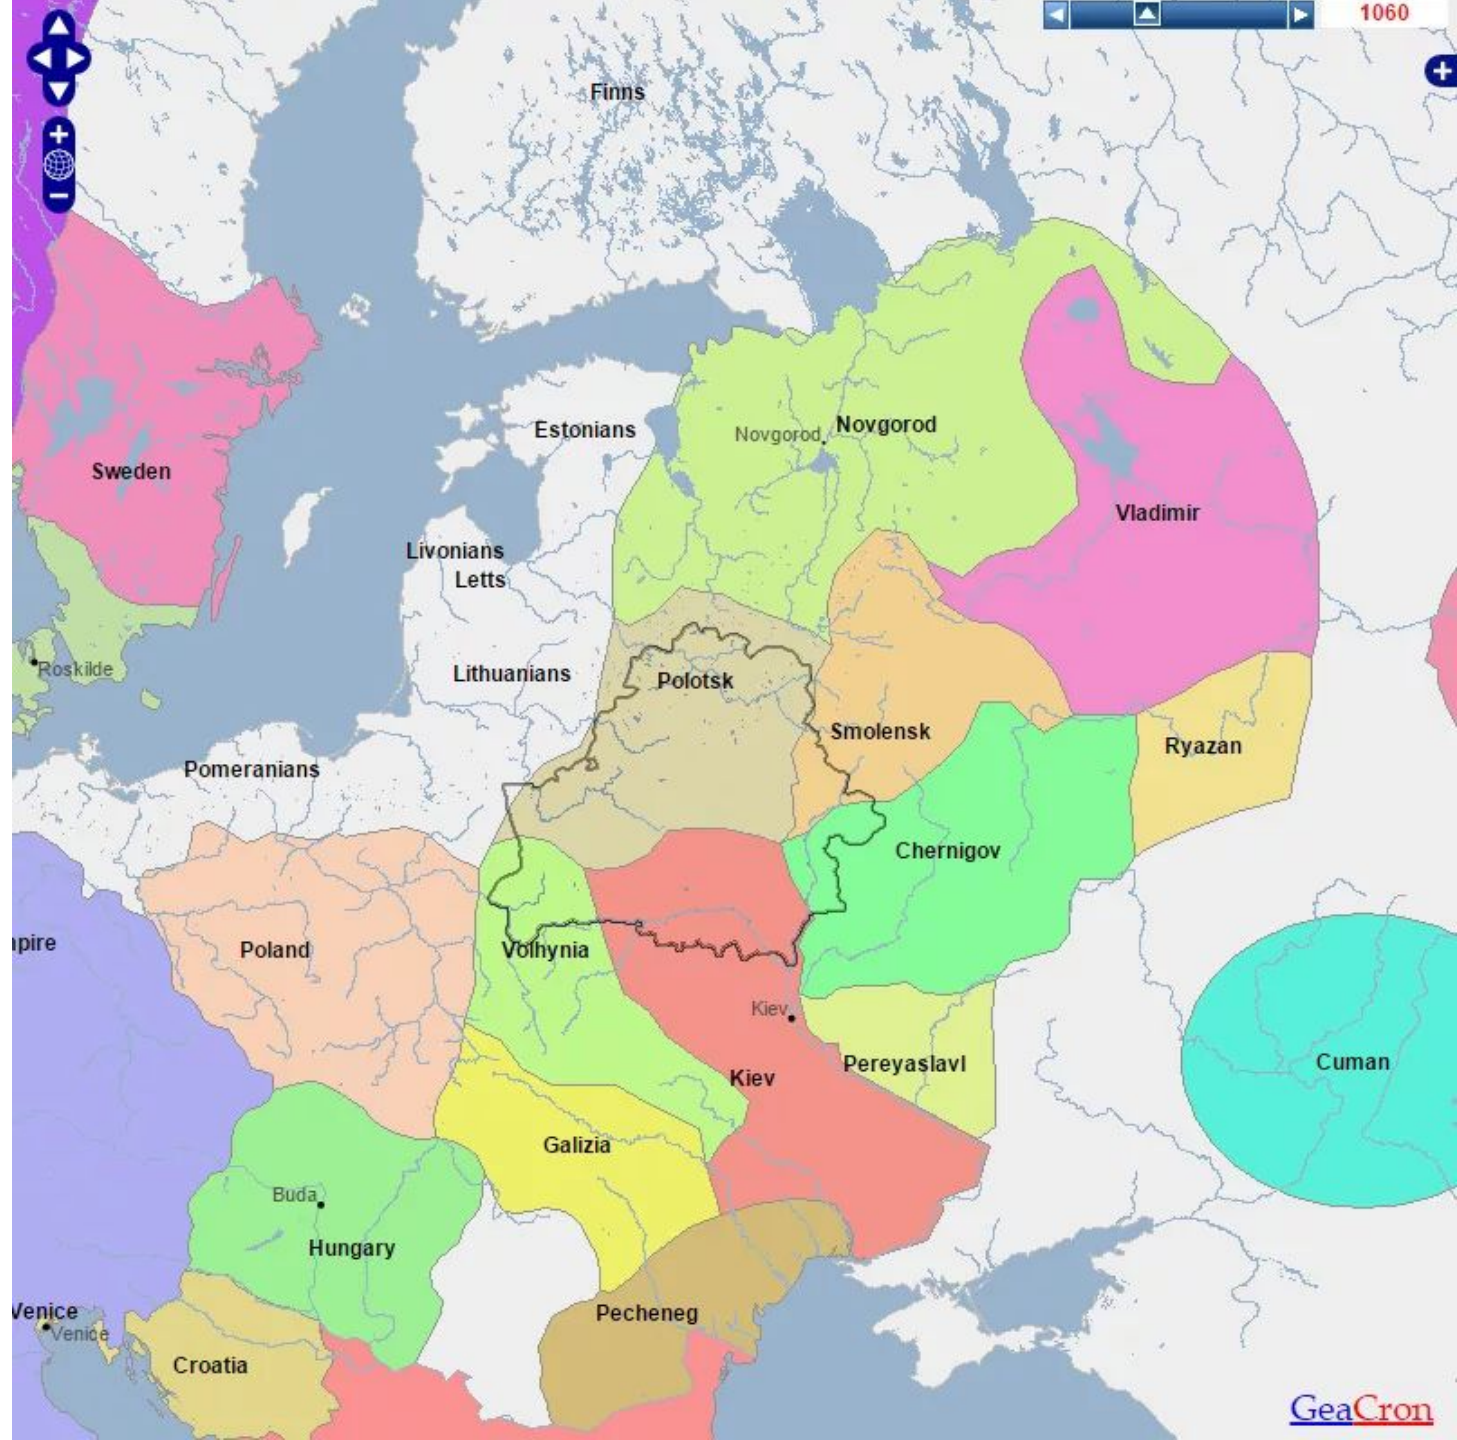 1060
Finns
Estonians
Novgorod
Novgorod
Sweden
Vladimir
Livonians
Letts
Roskilde
Lithuanians
Polotsk
Smolensk
Ryazan
Pomeranians
Chernigov
npire
Poland
Volhynia
Kiev
Pereyaslavl
Cuman
Kiev
Galizia
Buda
Hungary
Venice
Venice
Pecheneg
Croatia
GeaCron